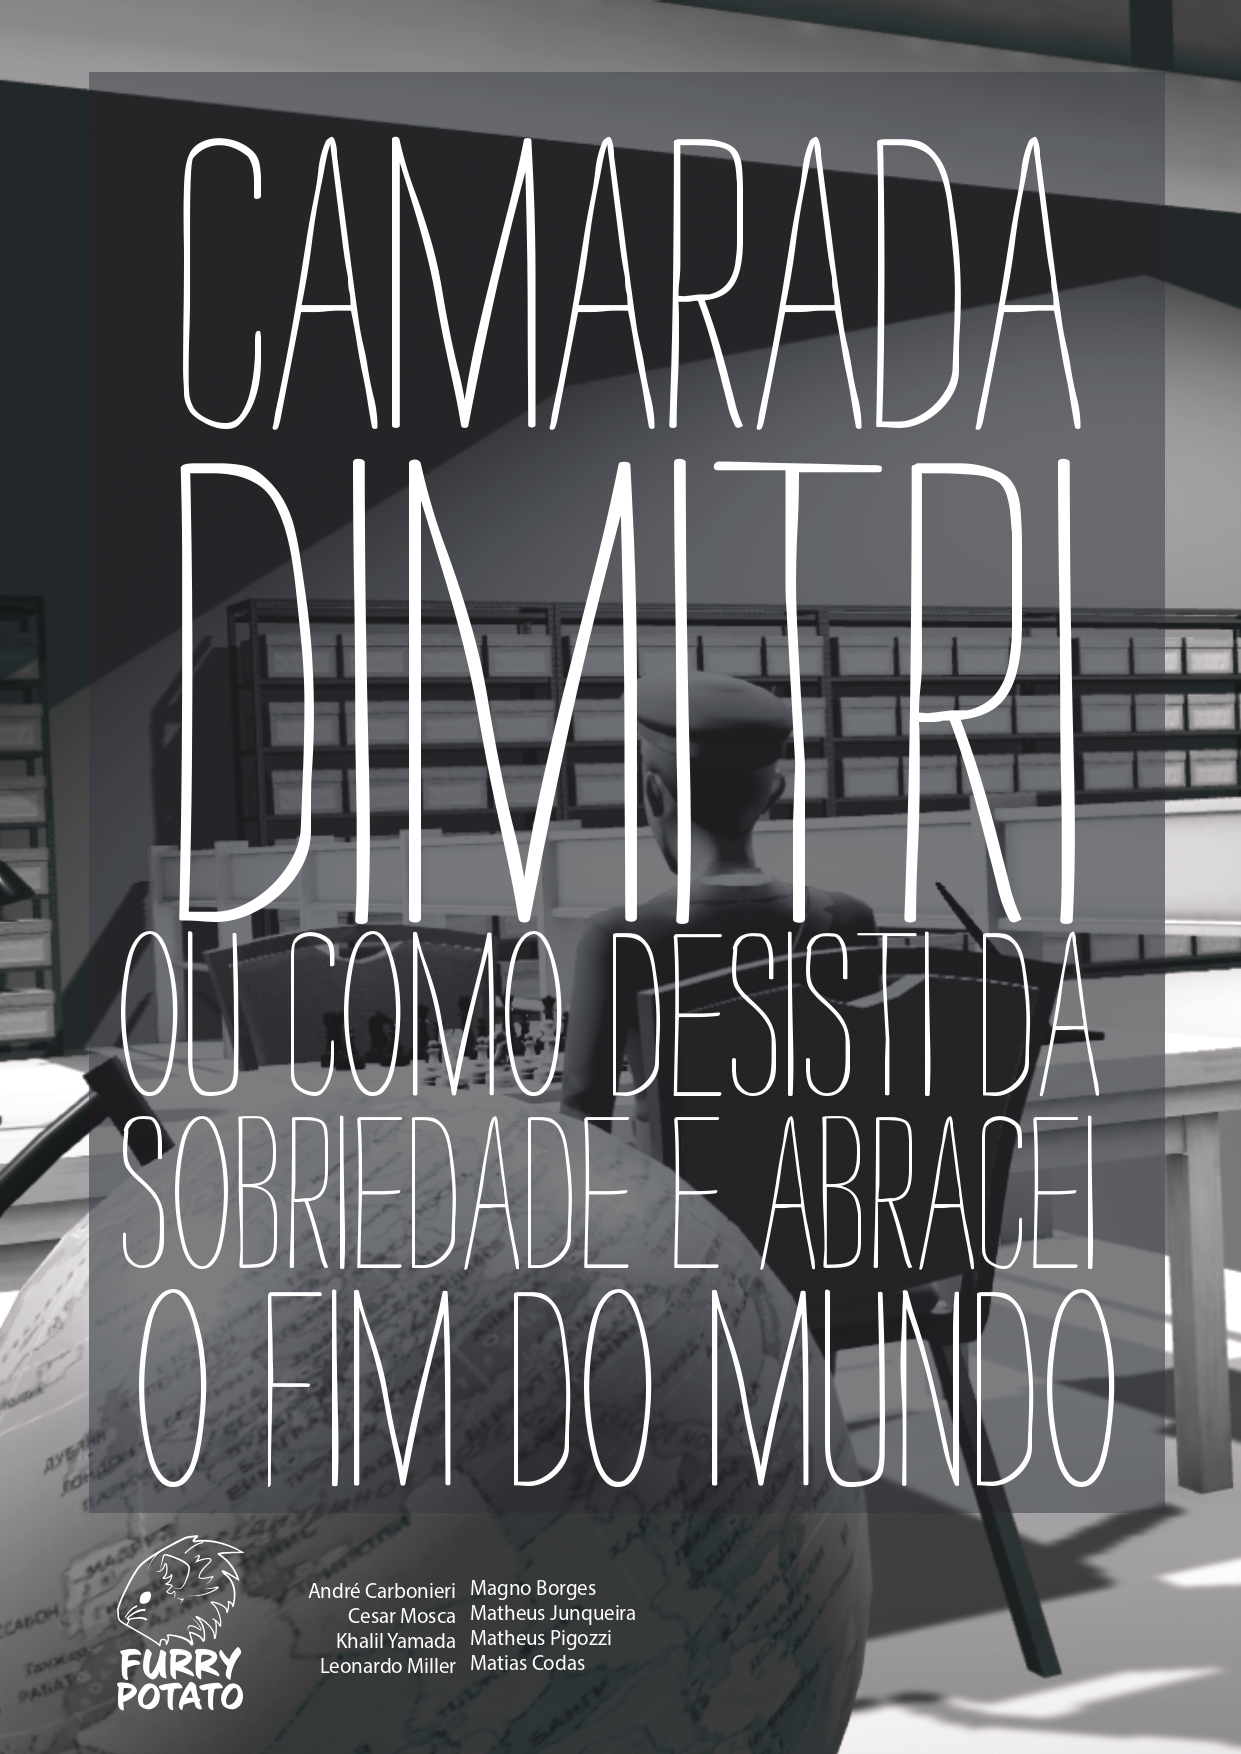 CAMARADA
DIMITRI
OU COMO DESISTI DA
SOBRIEDADE E ABRACEI
O FIM DO MUNDO
FURRY
POTATO
André Carbonieri
Cesar Mosca
Khalil Yamada
Leonardo Miller
Magno Borges
Matheus Junqueira
Matheus Pigozzi
Matias Codas